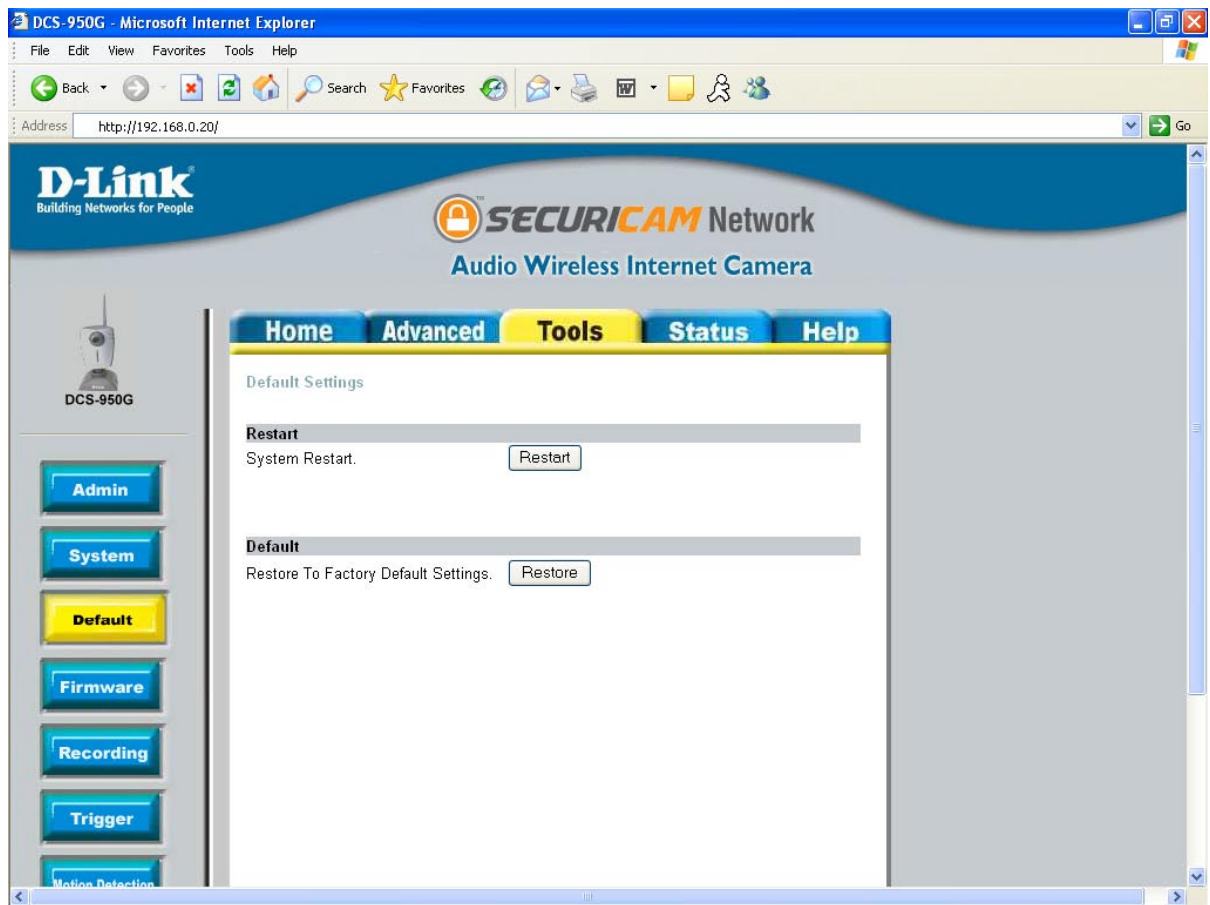 DCS-950G - Microsoft Internet Explorer
File Edit View Favorites Tools Help
Back Search Favorites
Address http://192.168.0.20/ Go
D-Link
Building Networks for People
SECURICAM Network
Audio Wireless Internet Camera
DCS-950G
Home Advanced Tools Status Help
Admin
System
Default
Firmware
Recording
Trigger
Motion Detection
Default Settings
Restart
System Restart. Restart
Default
Restore To Factory Default Settings. Restore